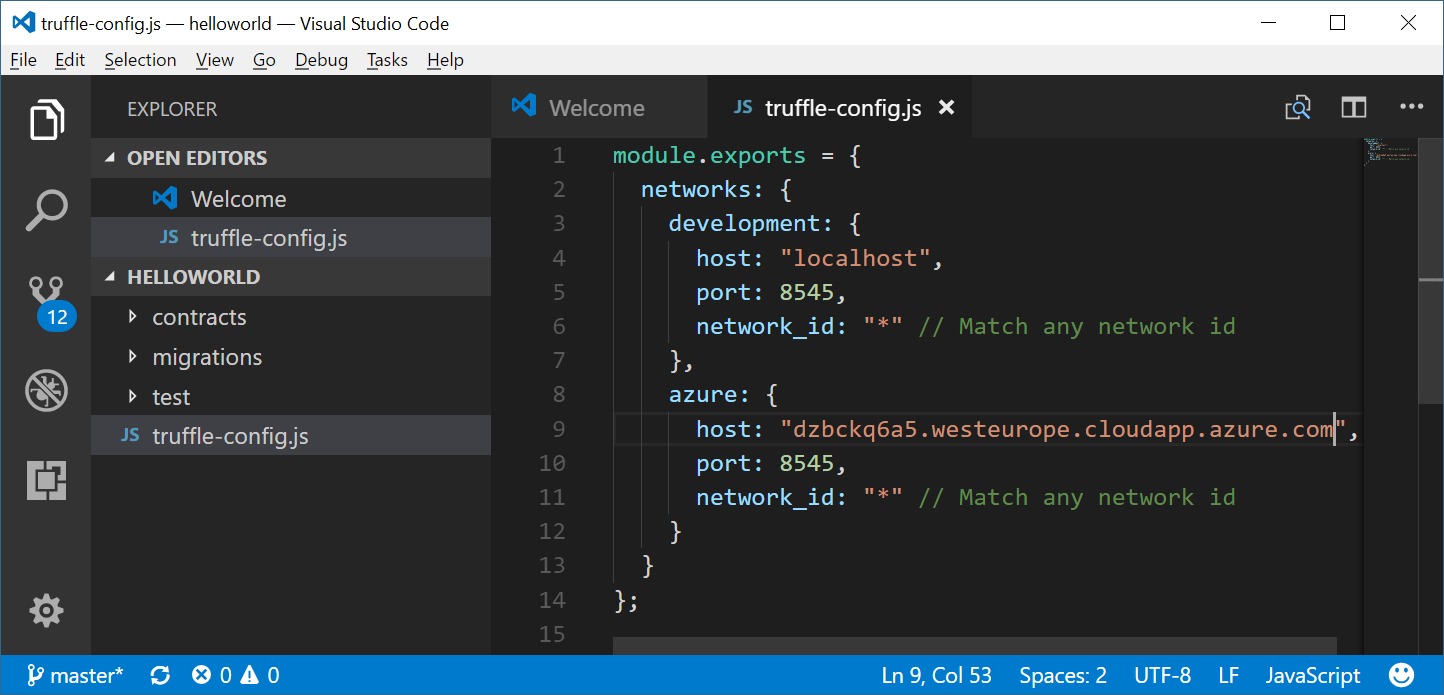 truffle-config.js — helloworld — Visual Studio Code
File Edit Selection View Go Debug Tasks Help
EXPLORER
OPEN EDITORS
Welcome
JS truffle-config.js
HELLOWORLD
contracts
migrations
test
JS truffle-config.js
12
Welcome JS truffle-config.js
1 module.exports = {
2 networks: {
3 development: {
4 host: "localhost",
5 port: 8545,
6 network_id: "*" // Match any network id
7 },
8 azure: {
9 host: "dzbckq6a5.westeurope.cloudapp.azure.com",
10 port: 8545,
11 network_id: "*" // Match any network id
12 }
13 }
14 };
15
master* 0 0 Ln 9, Col 53 Spaces: 2 UTF-8 LF JavaScript